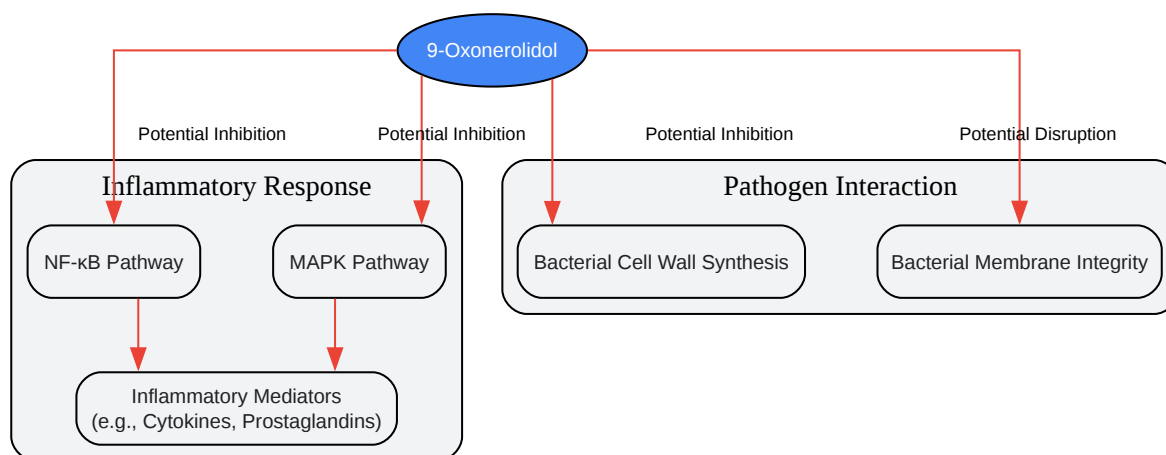 9-Oxonerolidol
Potential Inhibition
Potential Inhibition
Potential Inhibition
Potential Disruption
Inflammatory Response
Pathogen Interaction
NF-κB Pathway
MAPK Pathway
Bacterial Cell Wall Synthesis
Bacterial Membrane Integrity
Inflammatory Mediators
(e.g., Cytokines, Prostaglandins)